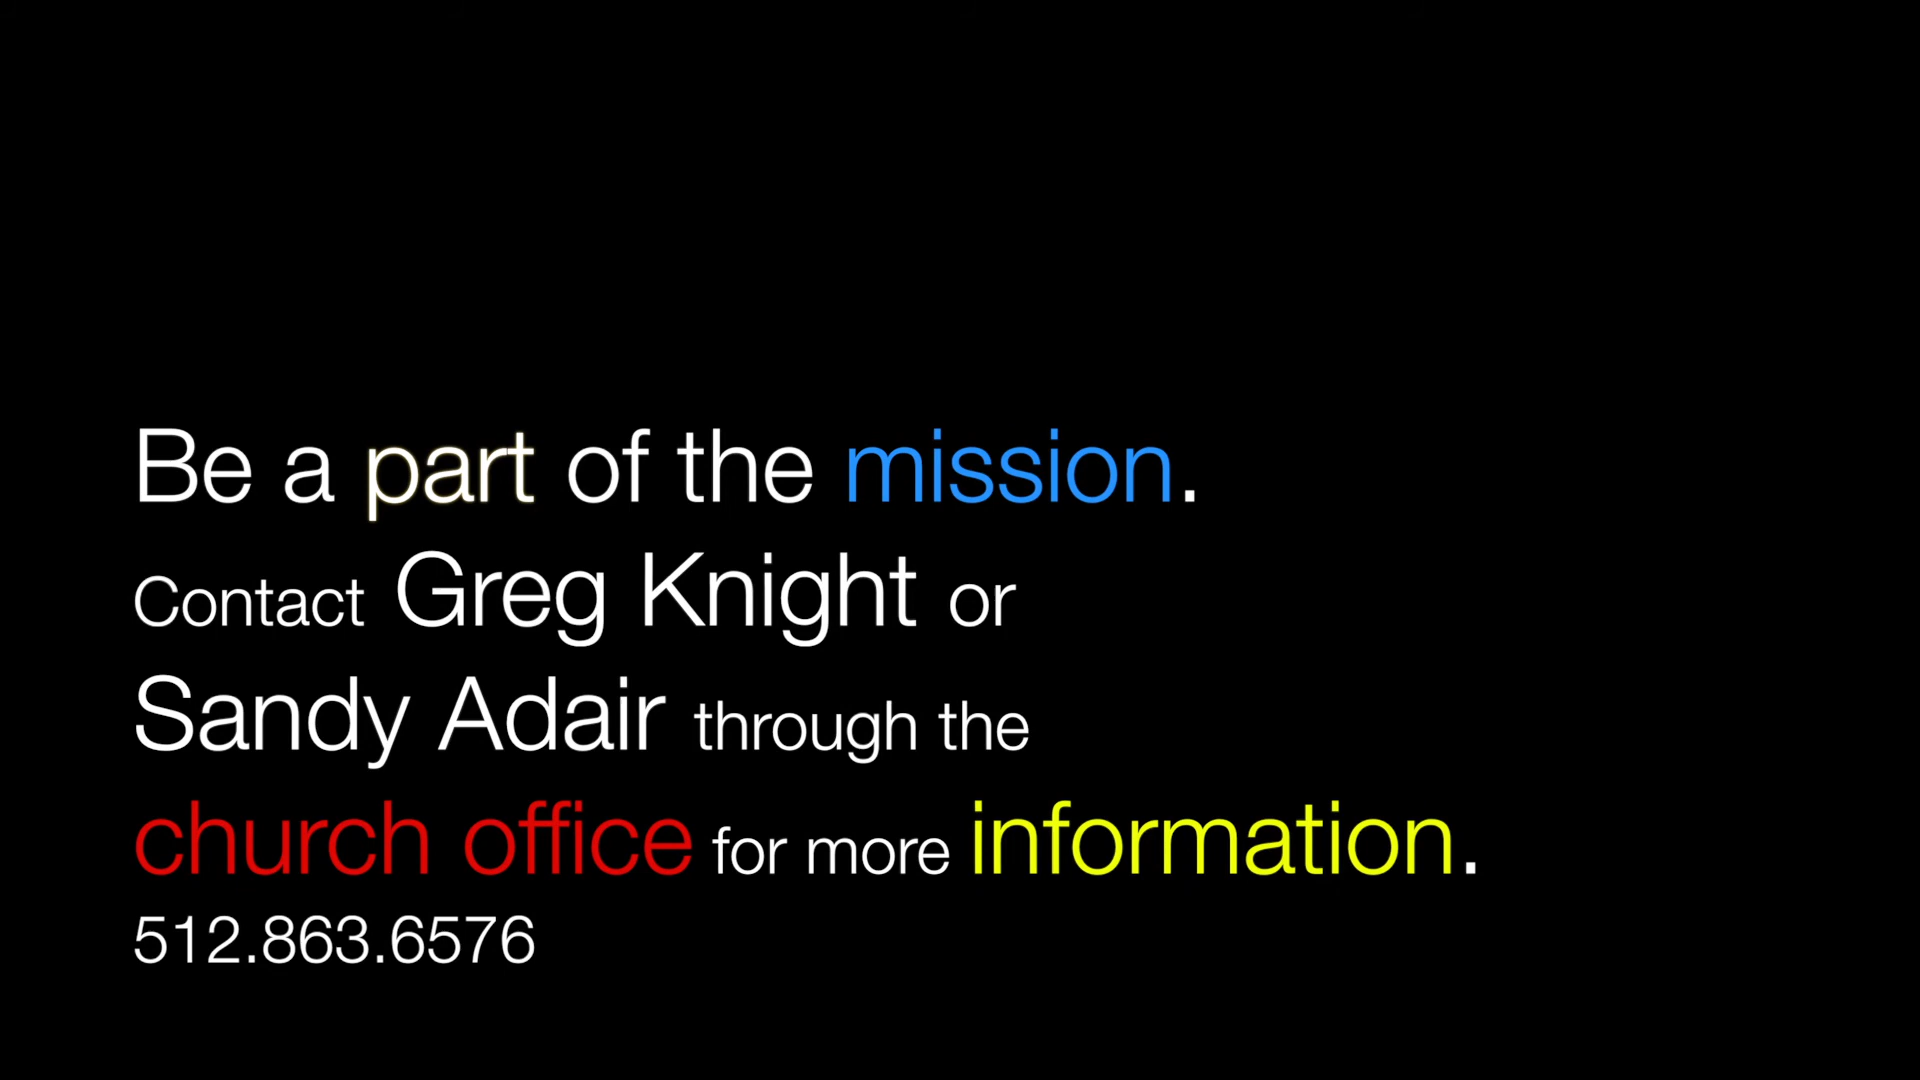 Be a part of the mission.
Contact Greg Knight or
Sandy Adair through the
church office for more information.
512.863.6576